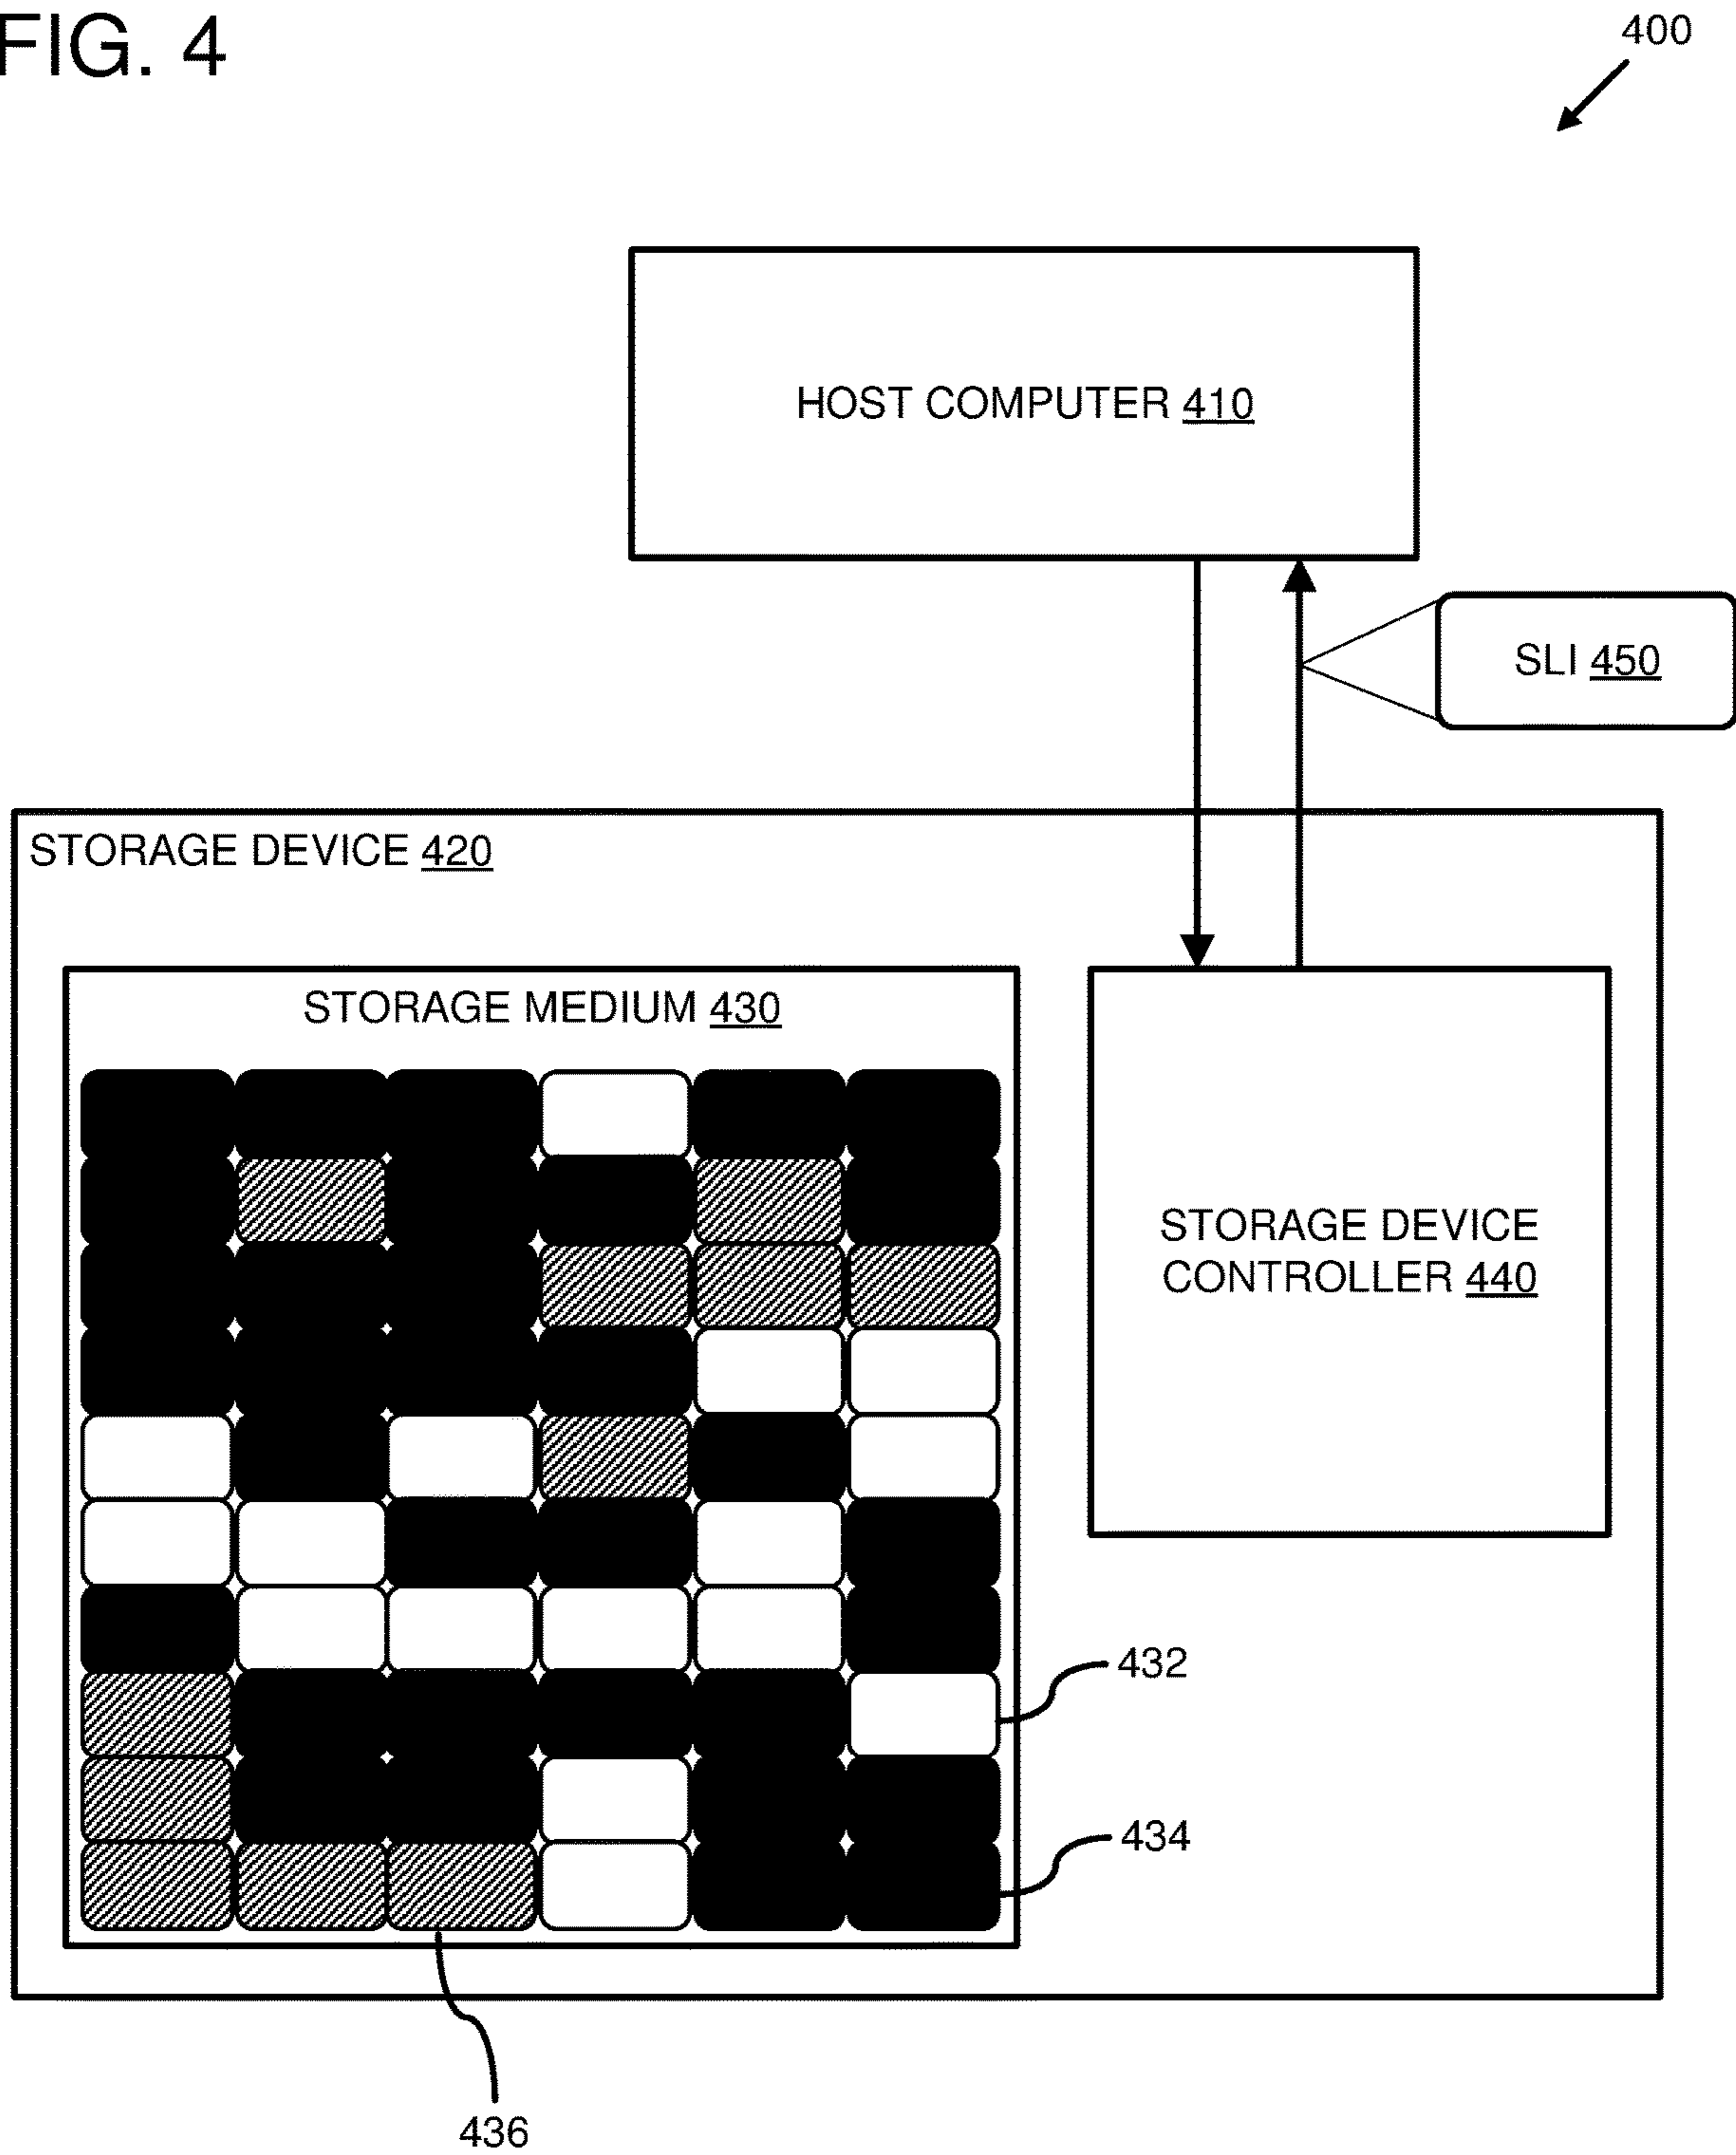 FIG. 4
400
HOST COMPUTER 410
SLI 450
STORAGE DEVICE 420
STORAGE MEDIUM 430
STORAGE DEVICE
CONTROLLER 440
432
434
436